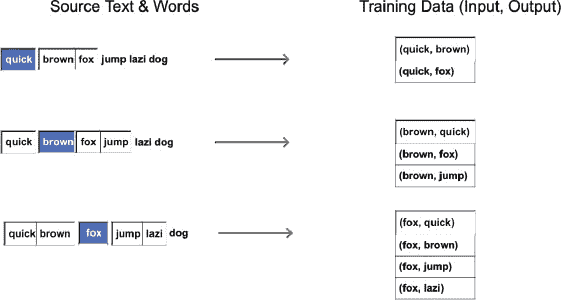 Source Text & Words
Training Data (Input, Output)
quick brown fox jump lazi dog
(quick, brown)
(quick, fox)
quick brown fox jump lazi dog
(brown, quick)
(brown, fox)
(brown, jump)
quick brown fox jump lazi dog
(fox, quick)
(fox, brown)
(fox, jump)
(fox, lazi)